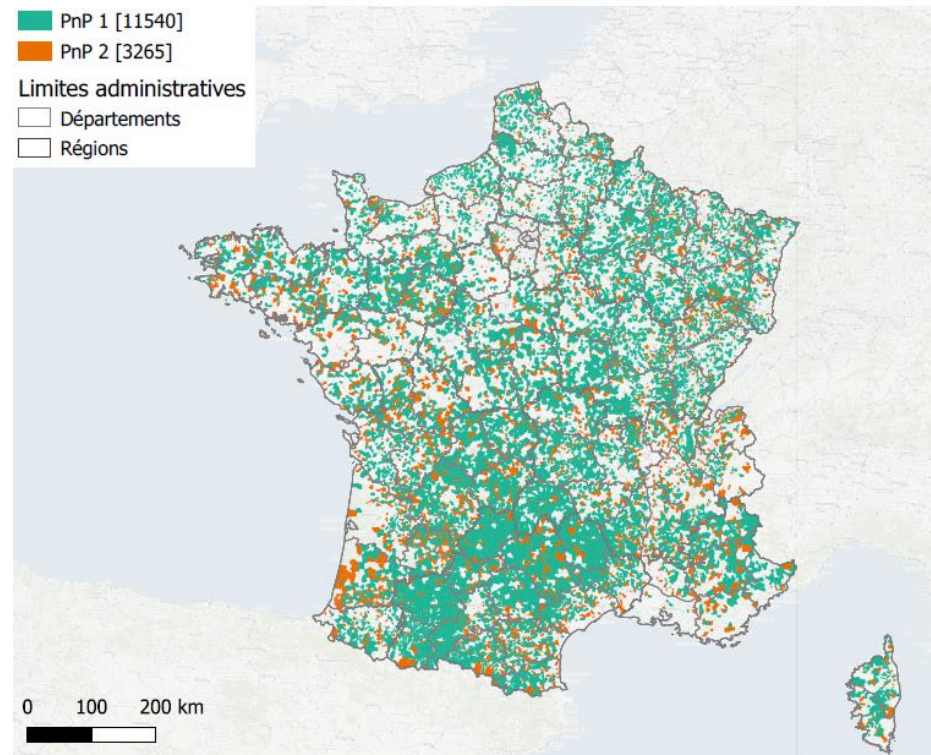 PnP 1 [11540]
PnP 2 [3265]
Limites administratives
Départements
Régions
0 100 200 km